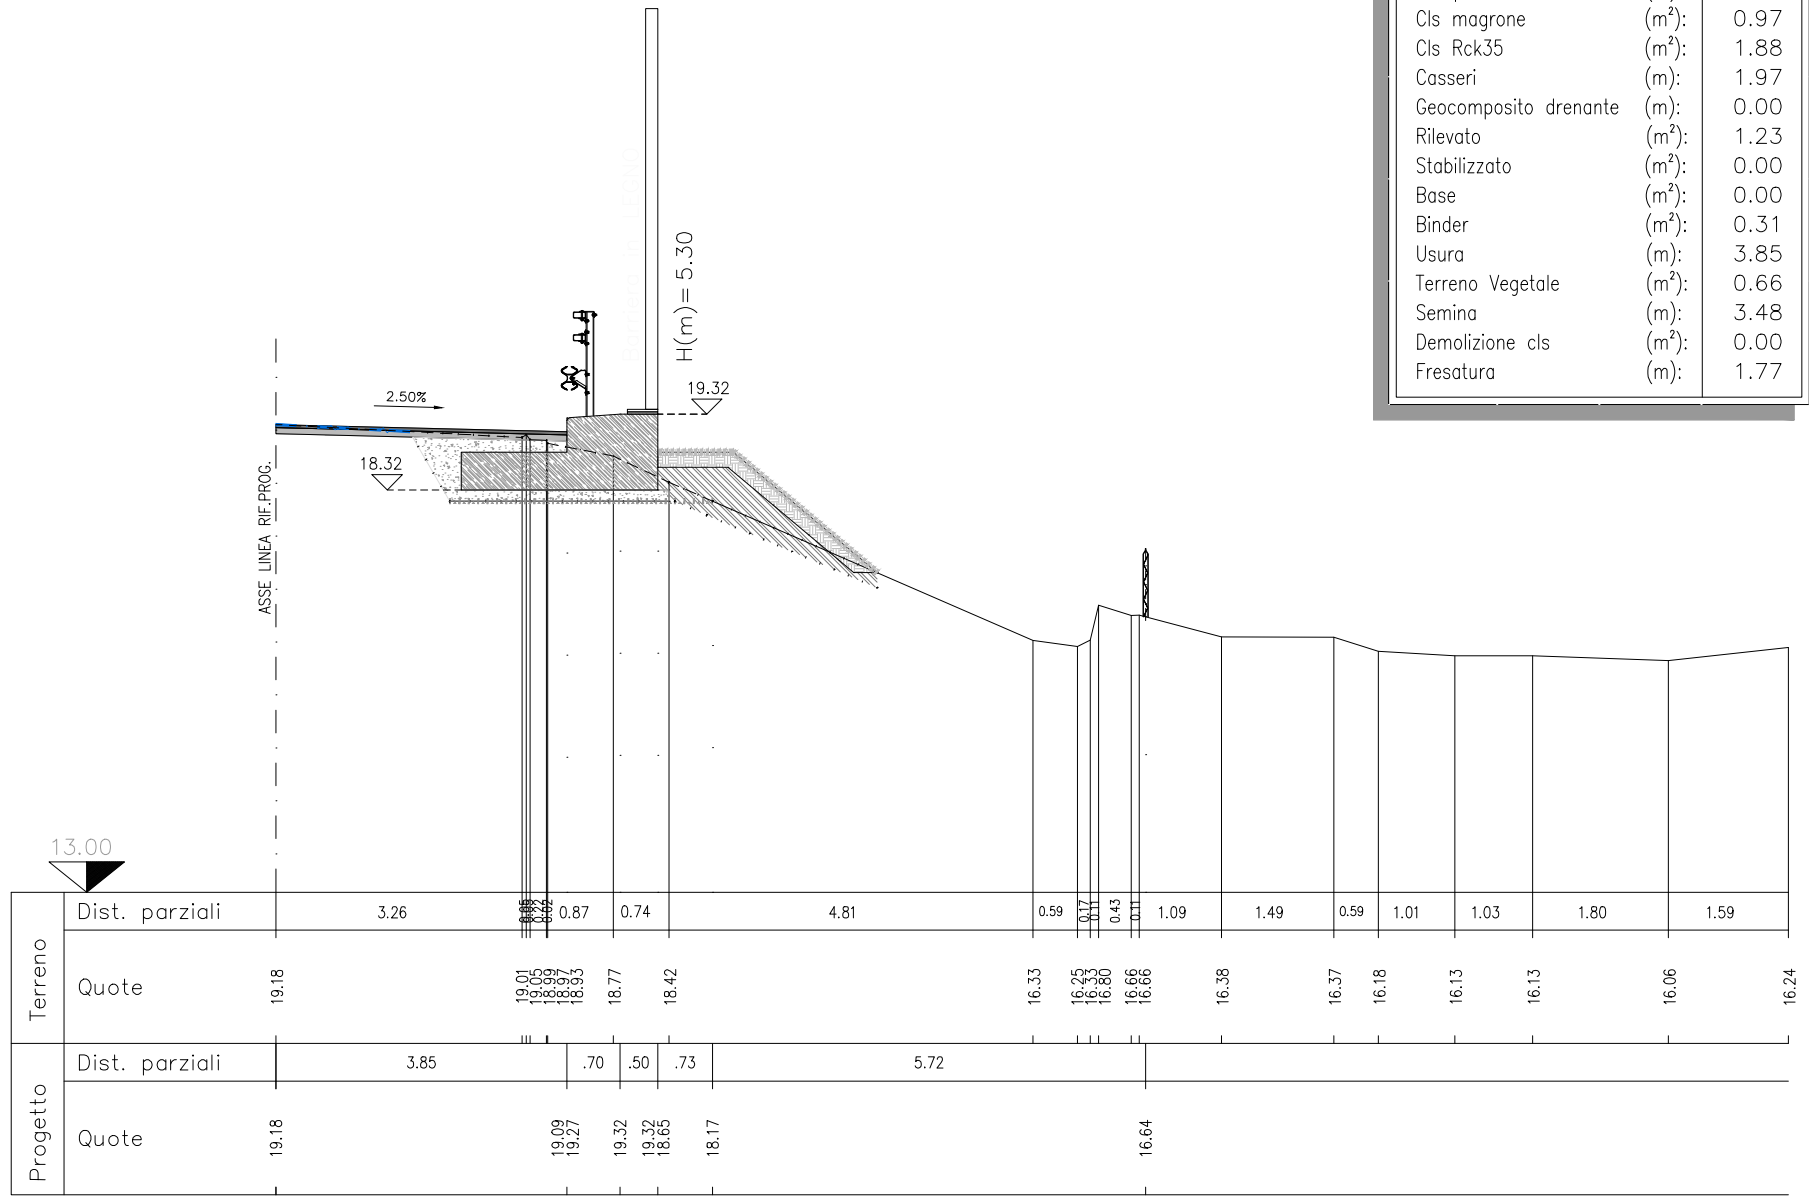 Cls magrone (m²): 0.97
Cls Rck35 (m²): 1.88
Casseri (m): 1.97
Geocomposito drenante (m): 0.00
Rilevato (m²): 1.23
Stabilizzato (m²): 0.00
Base (m²): 0.00
Binder (m²): 0.31
Usura (m): 3.85
Terreno Vegetale (m²): 0.66
Semina (m): 3.48
Demolizione cls (m²): 0.00
Fresatura (m): 1.77
H(m)= 5.30
19.32
2.50%
18.32
ASSE LINEA RIF.PROG.
13.00
Terreno
Dist. parziali 3.26 0.22 0.02 0.87 0.74 4.81 0.59 0.17 0.11 0.43 0.11 1.09 1.49 0.59 1.01 1.03 1.80 1.59
Quote 19.18 19.01 19.05 18.99 18.97 18.93 18.77 18.42 16.33 16.25 16.33 16.80 16.66 16.66 16.38 16.37 16.18 16.13 16.13 16.06 16.24
Progetto
Dist. parziali 3.85 .70 .50 .73 5.72
Quote 19.18 19.09 19.27 19.32 19.32 18.65 18.17 16.64